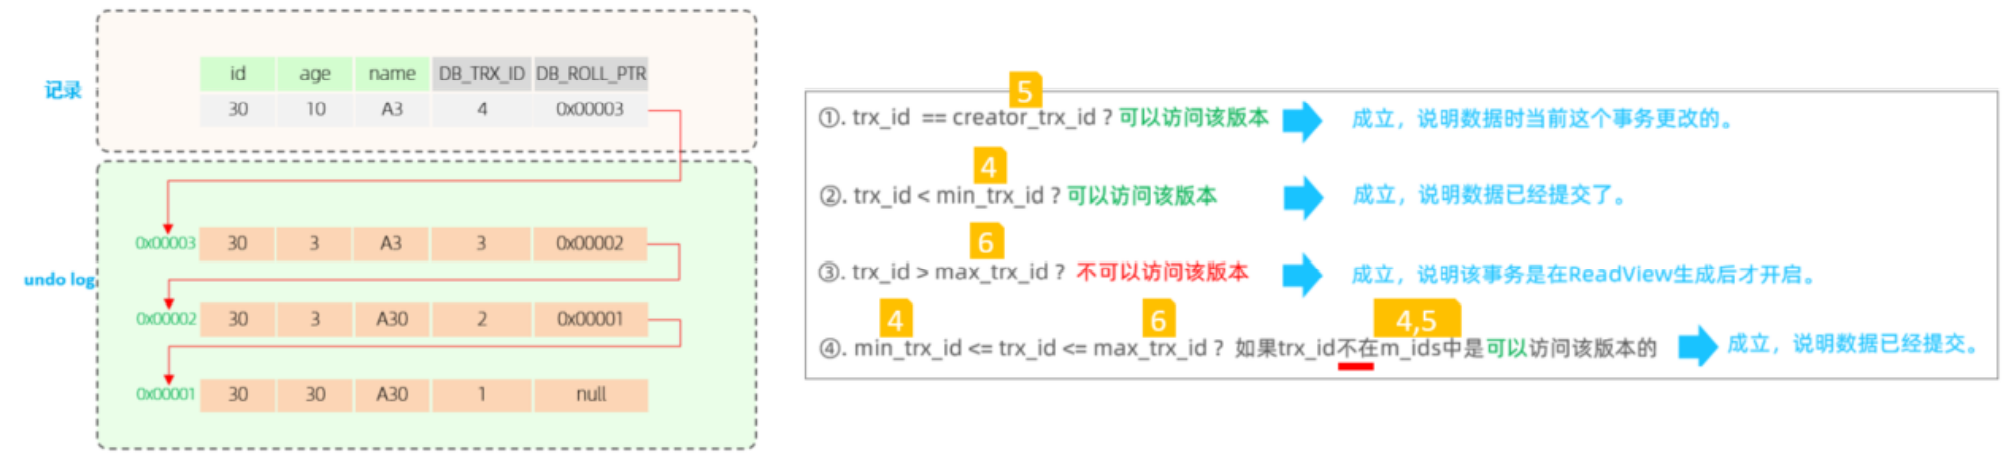 记录
id age name DB_TRX_ID DB_ROLL_PTR
30 10 A3 4 0x00003
undo log
0x00003 30 3 A3 3 0x00002
0x00002 30 3 A30 2 0x00001
0x00001 30 30 A30 1 null
5
①. trx_id == creator_trx_id ? 可以访问该版本 成立，说明数据时当前这个事务更改的。
4
②. trx_id < min_trx_id ? 可以访问该版本 成立，说明数据已经提交了。
6
③. trx_id > max_trx_id ? 不可以访问该版本 成立，说明该事务是在ReadView生成后才开启。
4 6 4,5
④. min_trx_id <= trx_id <= max_trx_id ? 如果trx_id不在m_ids中是可以访问该版本的 成立，说明数据已经提交。